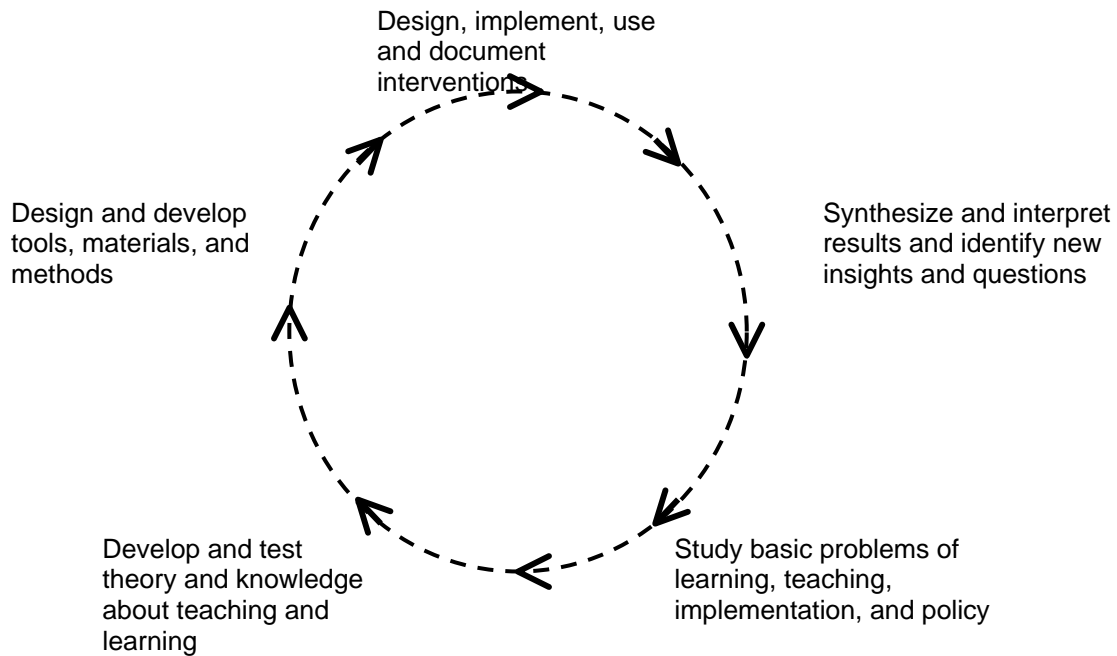 Design, implement, use
and document
interventions
Design and develop
tools, materials, and
methods
Synthesize and interpret
results and identify new
insights and questions
Develop and test
theory and knowledge
about teaching and
learning
Study basic problems of
learning, teaching,
implementation, and policy